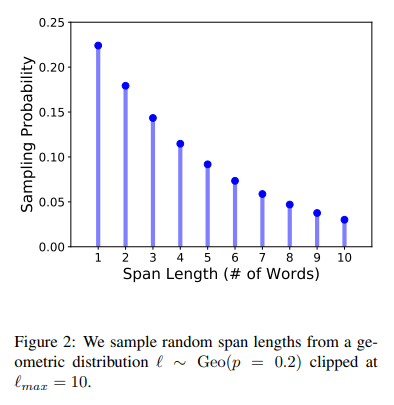 0.25
0.20
0.15
0.10
0.05
0.00
Sampling Probability
1 2 3 4 5 6 7 8 9 10
Span Length (# of Words)
Figure 2: We sample random span lengths from a ge-
ometric distribution ℓ ∼ Geo(p = 0.2) clipped at
ℓmax = 10.